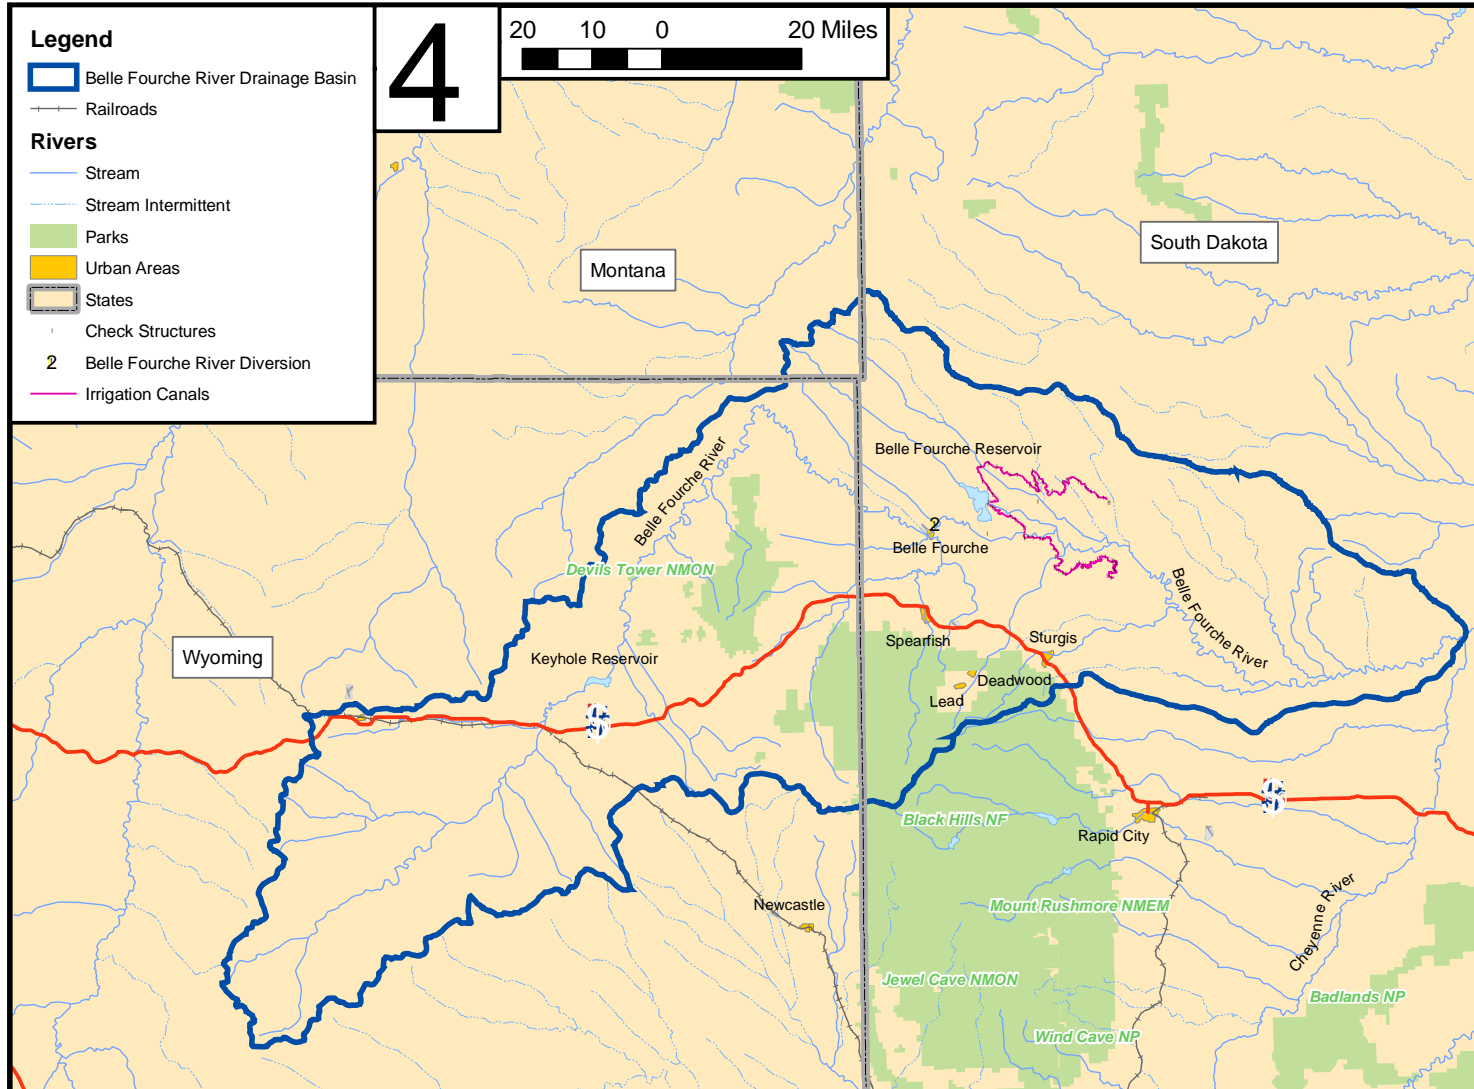 Legend
Belle Fourche River Drainage Basin
Railroads
Rivers
Stream
Stream Intermittent
Parks
Urban Areas
States
Check Structures
2 Belle Fourche River Diversion
Irrigation Canals
4
20 10 0 20 Miles
Montana
South Dakota
Wyoming
Belle Fourche Reservoir
Belle Fourche River
2
Belle Fourche
Devils Tower NMON
Belle Fourche River
Spearfish
Sturgis
Keyhole Reservoir
Deadwood
Lead
Black Hills NF
Rapid City
Newcastle
Mount Rushmore NMEM
Cheyenne River
Jewel Cave NMON
Badlands NP
Wind Cave NP